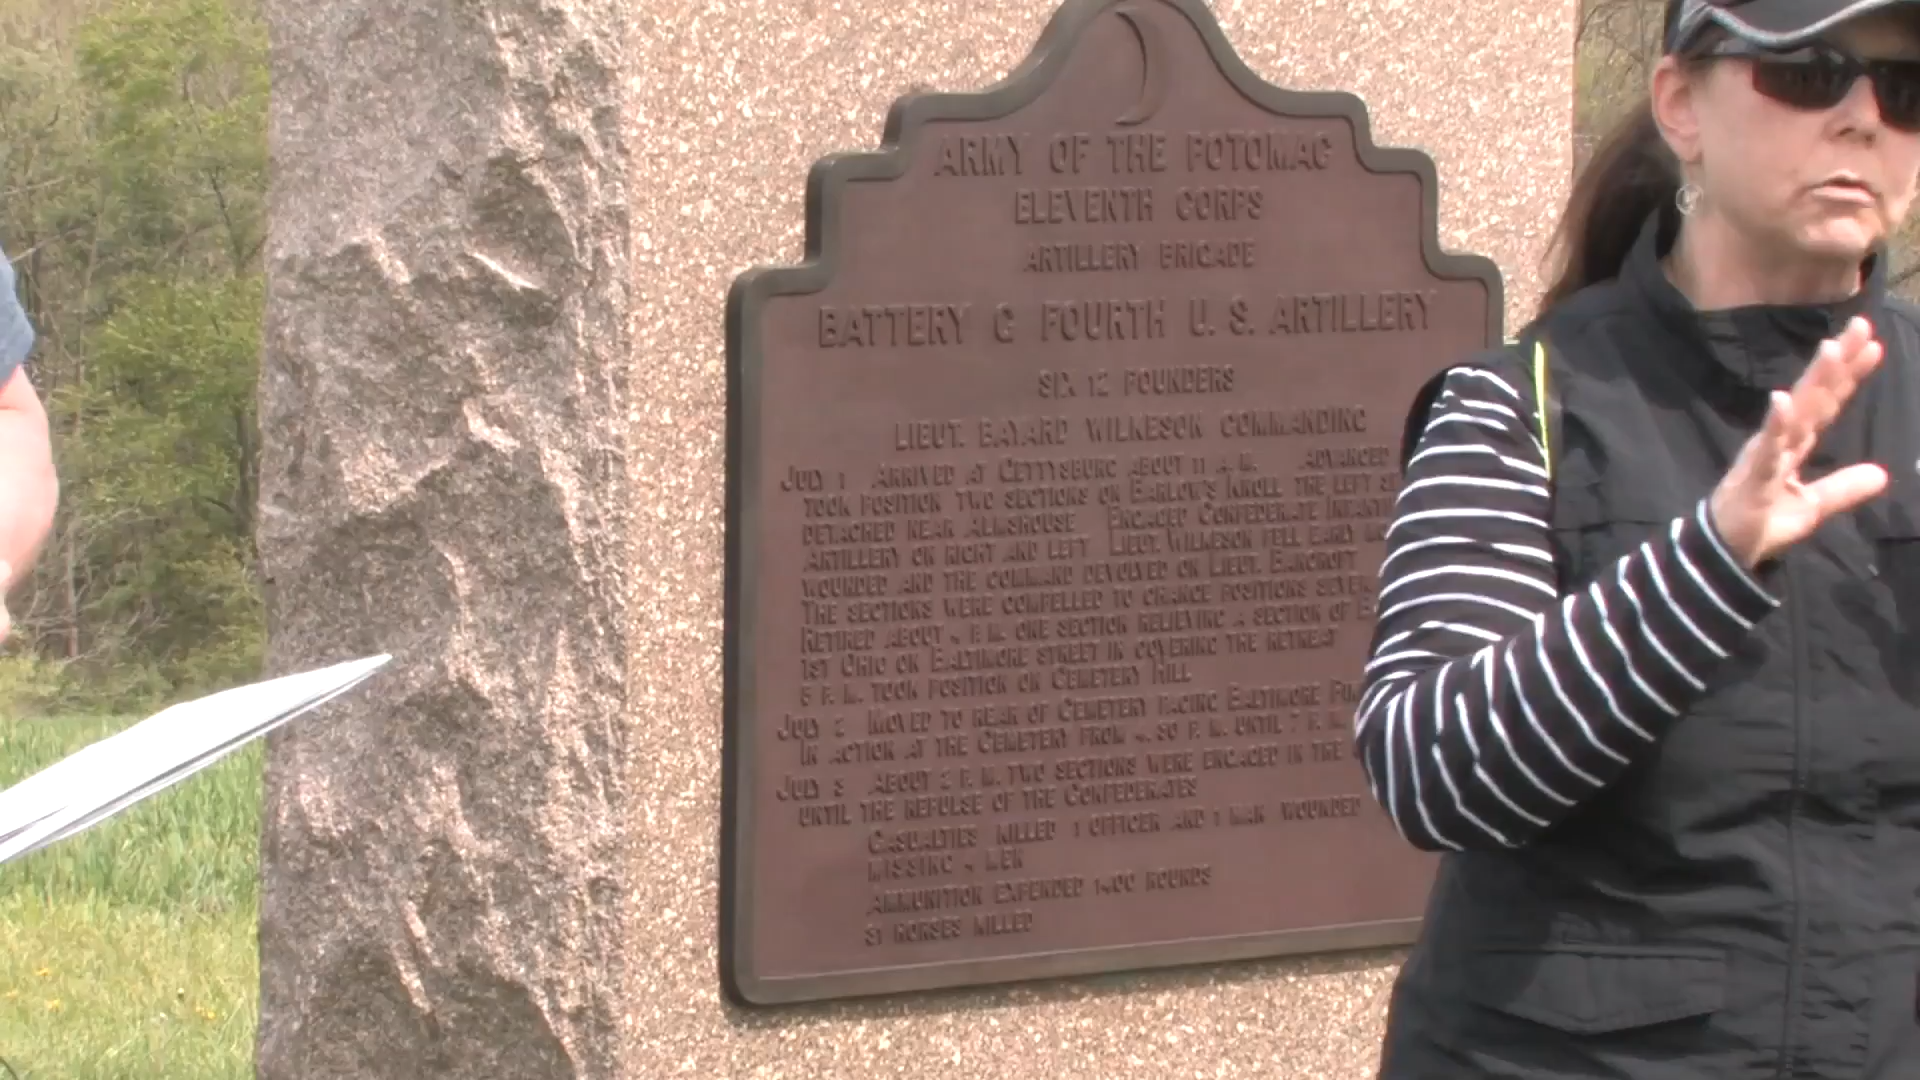 ARMY OF THE POTOMAC
ELEVENTH CORPS
ARTILLERY BRIGADE
BATTERY G FOURTH U. S. ARTILLERY
SIX 12 POUNDERS
LIEUT. BAYARD WILKESON COMMANDING
JULY 1 ARRIVED AT GETTYSBURG ABOUT 11 A. M. ADVANCED
TOOK POSITION TWO SECTIONS ON BARLOW'S KNOLL THE LEFT
DETACHED NEAR ALMSHOUSE ENGAGED CONFEDERATE
ARTILLERY ON RIGHT AND LEFT LIEUT. WILKESON FELL EARLY
WOUNDED AND THE COMMAND DEVOLVED ON LIEUT. BANCROFT
THE SECTIONS WERE COMPELLED TO CHANGE POSITIONS
RETIRED ABOUT 4 P. M. ONE SECTION RELIEVING A SECTION OF
1ST OHIO ON BALTIMORE STREET IN COVERING THE RETREAT
5 P. M. TOOK POSITION ON CEMETERY HILL
JULY 2 MOVED TO REAR OF CEMETERY FACING BALTIMORE
IN ACTION AT THE CEMETERY FROM 4. 30 P. M. UNTIL 7 P. M.
JULY 3 ABOUT 2 P. M. TWO SECTIONS WERE ENGAGED IN THE
UNTIL THE REPULSE OF THE CONFEDERATES
CASUALTIES KILLED 1 OFFICER AND 1 MAN WOUNDED
MISSING 4 MEN
AMMUNITION EXPENDED 1400 ROUNDS
31 HORSES KILLED